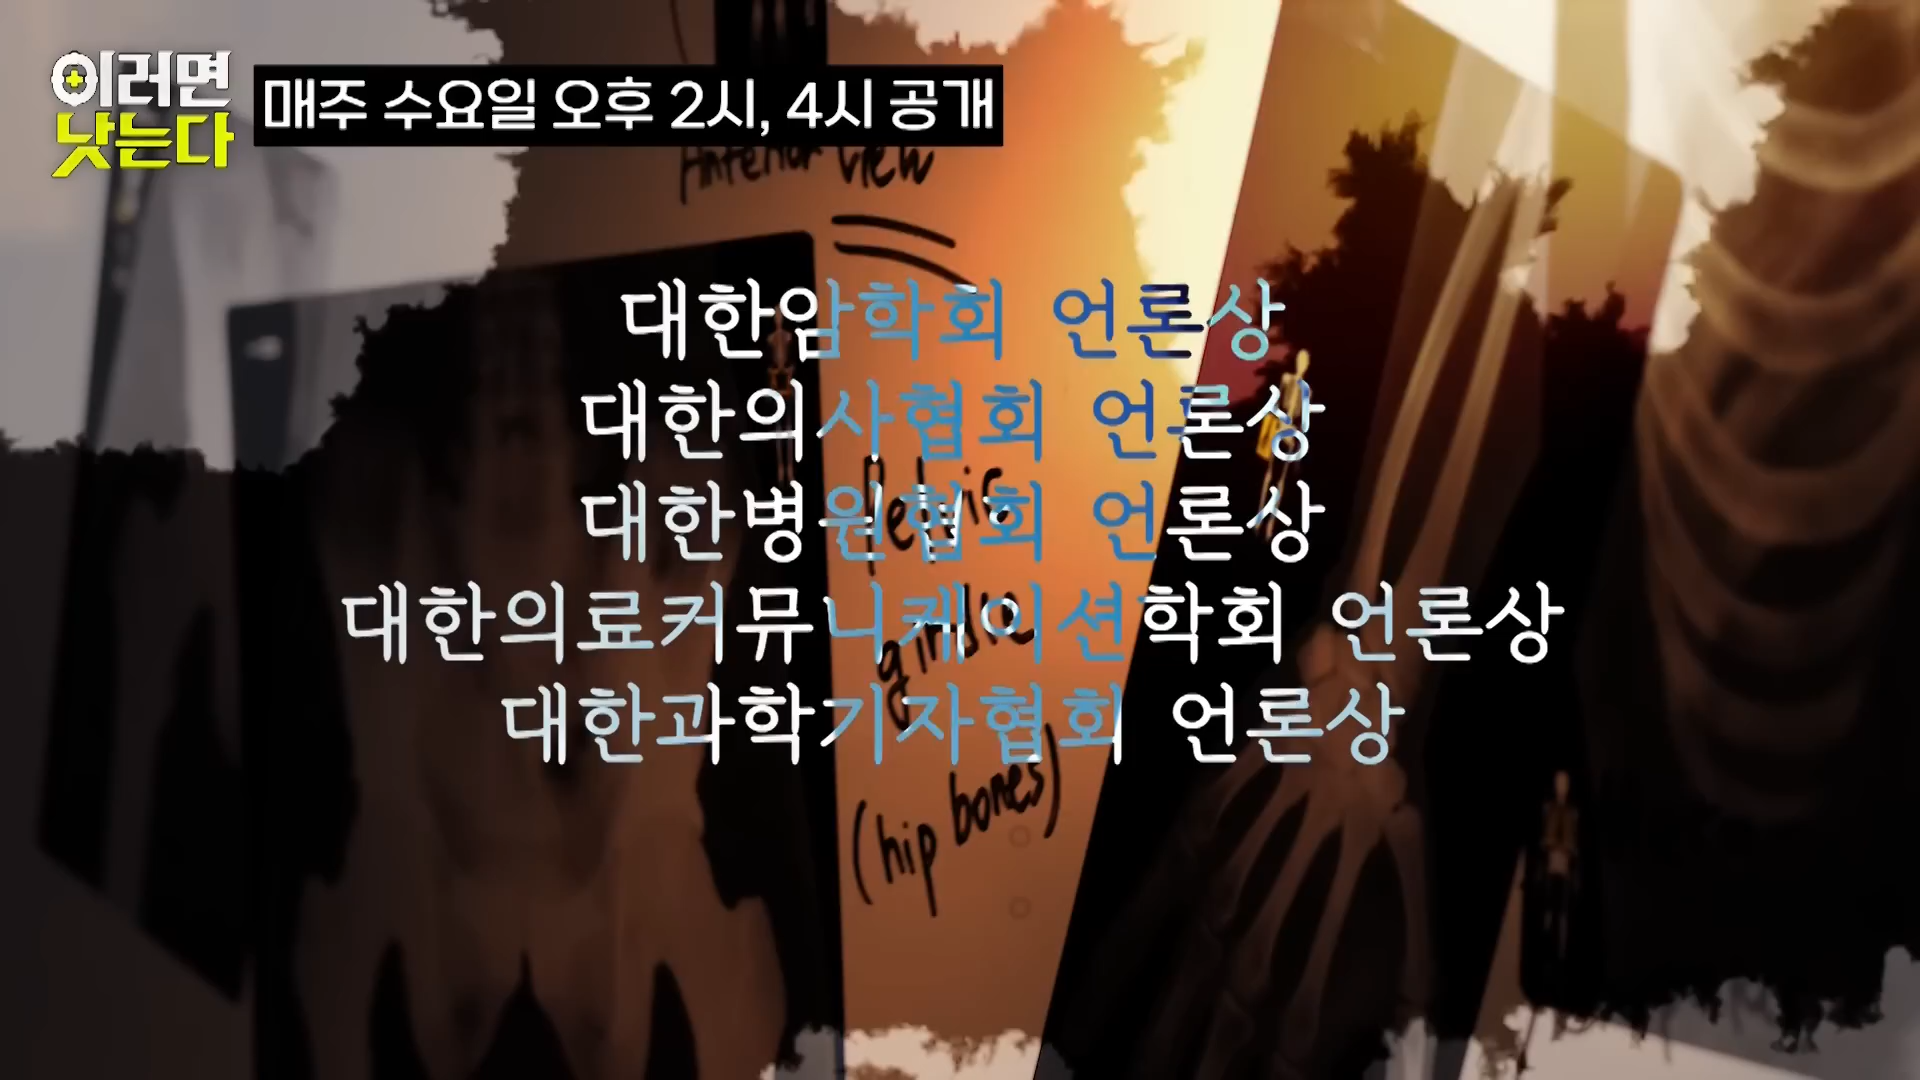 이러면
낫는다
매주 수요일 오후 2시, 4시 공개
Anterior View
대한암학회 언론상
대한의사협회 언론상
대한병원협회 언론상
Pelvic
대한의료커뮤니케이션학회 언론상
girdle
대한과학기자협회 언론상
(hip bones)